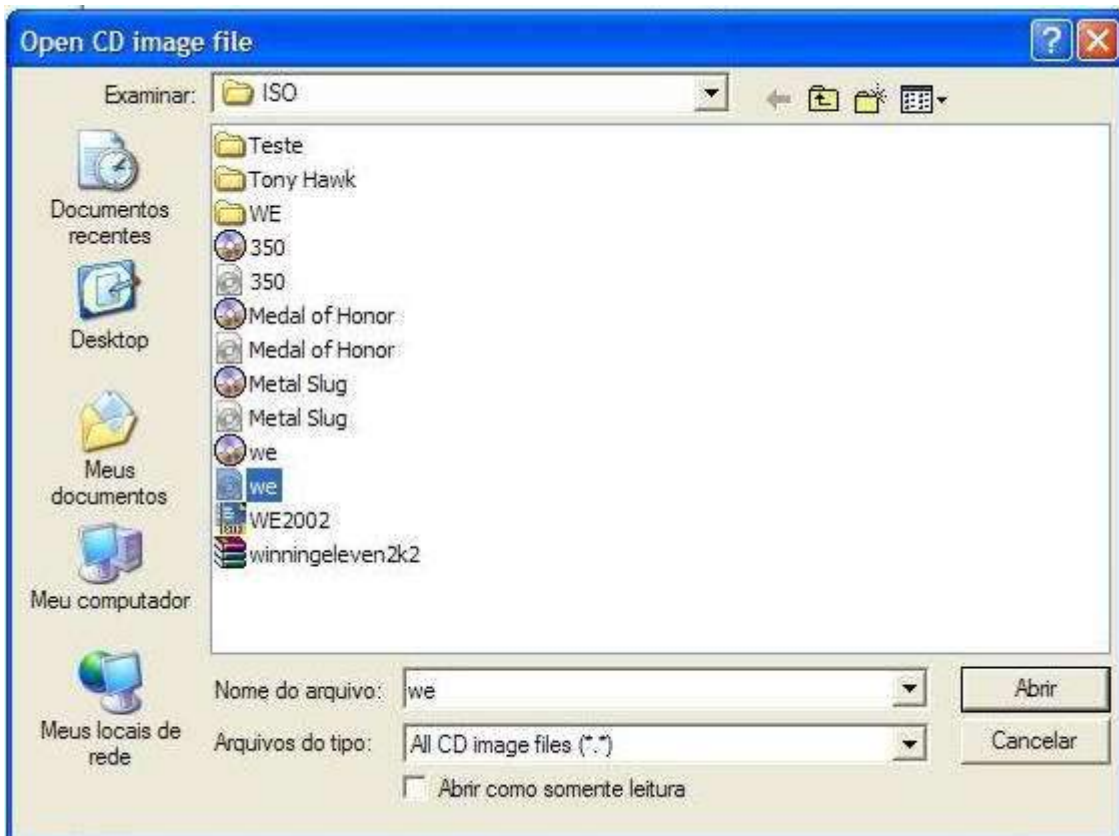 Open CD image file
Examinar:
ISO
Documentos
recentes
Desktop
Meus
documentos
Meu computador
Meus locais de
rede
Teste
Tony Hawk
WE
350
350
Medal of Honor
Medal of Honor
Metal Slug
Metal Slug
we
we
WE2002
winningeleven2k2
Nome do arquivo:
we
Abrir
Arquivos do tipo:
All CD image files (*.*)
Cancelar
Abrir como somente leitura